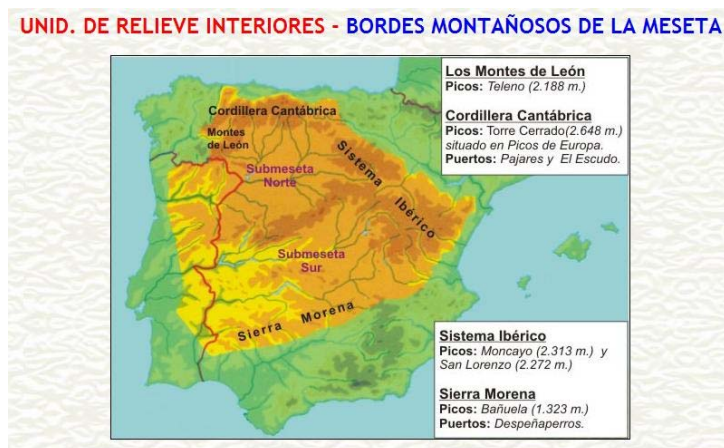 UNID. DE RELIEVE INTERIORES - BORDES MONTAÑOSOS DE LA MESETA
Los Montes de León
Picos: Teleno (2.188 m.)
Cordillera Cantábrica
Picos: Torre Cerrado(2.648 m.)
situado en Picos de Europa.
Puertos: Pajares y El Escudo.
Cordillera Cantábrica
Montes
de León
Sistema Ibérico
Submeseta
Norte
Submeseta
Sur
Sierra Morena
Sistema Ibérico
Picos: Moncayo (2.313 m.) y
San Lorenzo (2.272 m.)
Sierra Morena
Picos: Bañuela (1.323 m.)
Puertos: Despeñaperros.